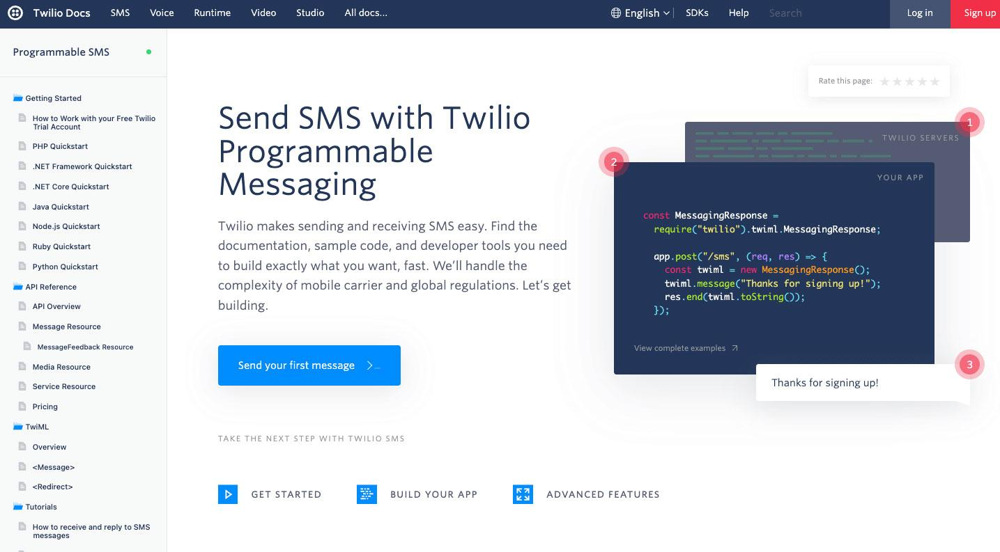 Twilio Docs
SMS
Voice
Runtime
Video
Studio
All docs...
English
SDKs
Help
Search
Log in
Sign up
Programmable SMS
Getting Started
How to Work with your Free Twilio
Trial Account
PHP Quickstart
.NET Framework Quickstart
.NET Core Quickstart
Java Quickstart
Node.js Quickstart
Ruby Quickstart
Python Quickstart
API Reference
API Overview
Message Resource
MessageFeedback Resource
Media Resource
Service Resource
Pricing
TwiML
Overview
<Message>
<Redirect>
Tutorials
How to receive and reply to SMS
messages
Rate this page:
Send SMS with Twilio
Programmable
Messaging
Twilio makes sending and receiving SMS easy. Find the
documentation, sample code, and developer tools you need
to build exactly what you want, fast. We’ll handle the
complexity of mobile carrier and global regulations. Let’s get
building.
Send your first message >_
1
TWILIO SERVERS
2
YOUR APP
const MessagingResponse =
  require("twilio").twiml.MessagingResponse;
  app.post("/sms", (req, res) => {
    const twiml = new MessagingResponse();
    twiml.message("Thanks for signing up!");
    res.end(twiml.toString());
  });
View complete examples
3
Thanks for signing up!
TAKE THE NEXT STEP WITH TWILIO SMS
GET STARTED
BUILD YOUR APP
ADVANCED FEATURES